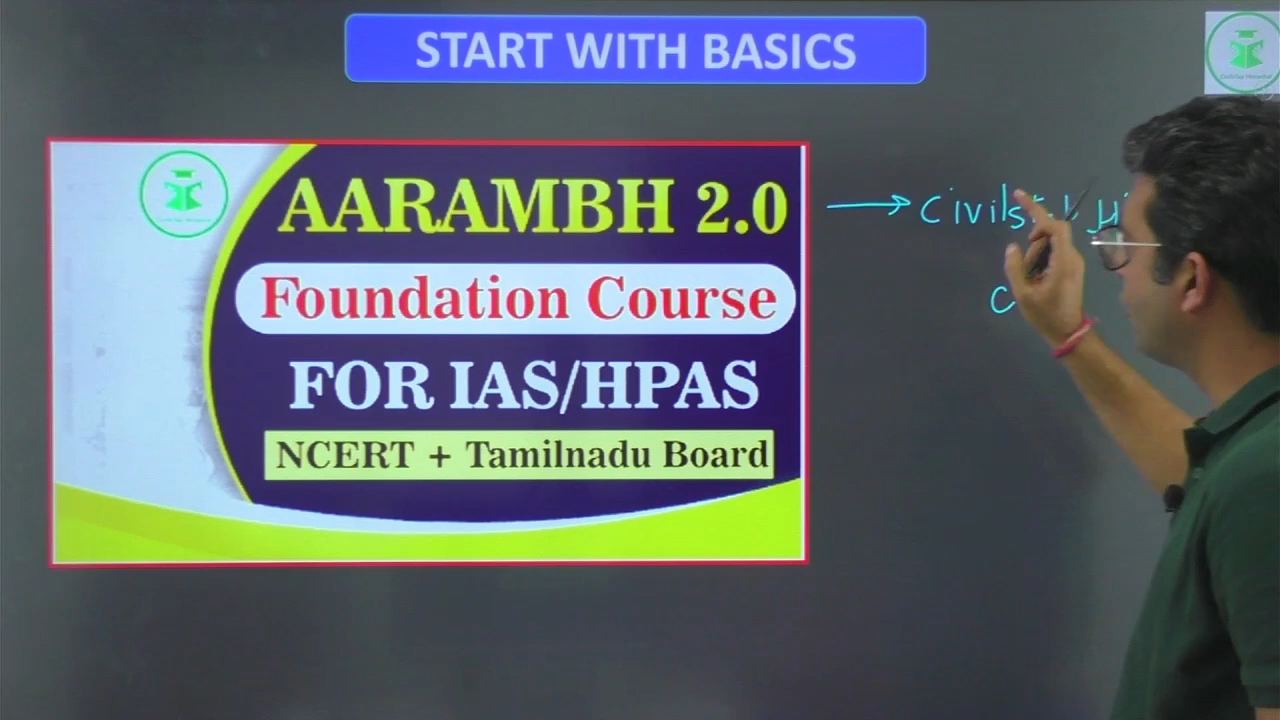 START WITH BASICS
AARAMBH 2.0
Foundation Course
FOR IAS/HPAS
NCERT + Tamilnadu Board